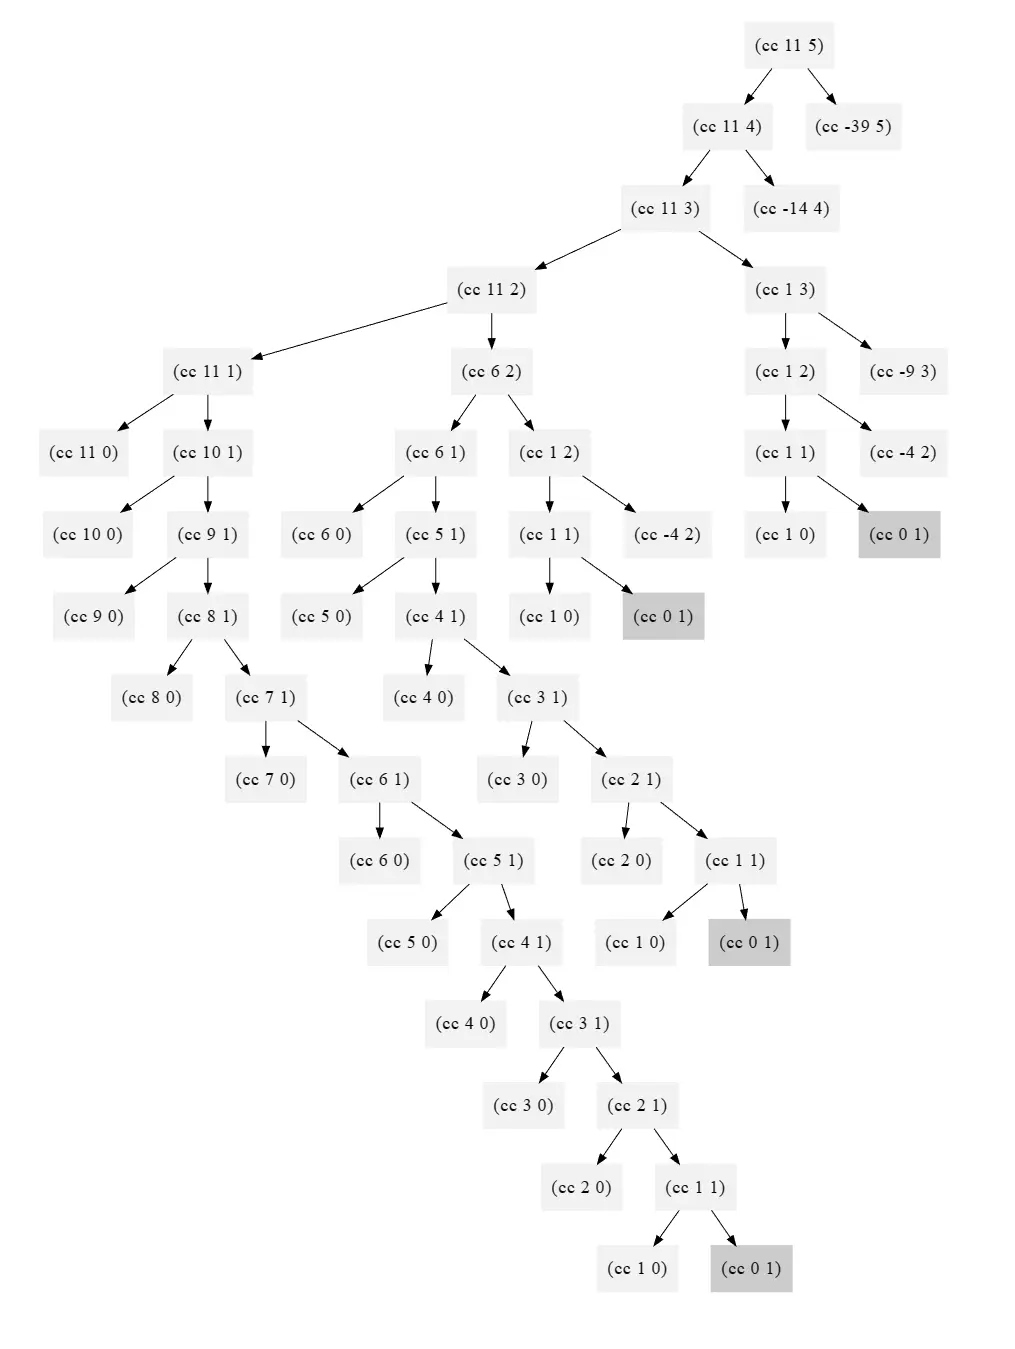 (cc 11 5)
(cc 11 4) (cc -39 5)
(cc 11 3) (cc -14 4)
(cc 11 2) (cc 1 3)
(cc 11 1) (cc 6 2) (cc 1 2) (cc -9 3)
(cc 11 0) (cc 10 1) (cc 6 1) (cc 1 2) (cc 1 1) (cc -4 2)
(cc 10 0) (cc 9 1) (cc 6 0) (cc 5 1) (cc 1 1) (cc -4 2) (cc 1 0) (cc 0 1)
(cc 9 0) (cc 8 1) (cc 5 0) (cc 4 1) (cc 1 0) (cc 0 1)
(cc 8 0) (cc 7 1) (cc 4 0) (cc 3 1)
(cc 7 0) (cc 6 1) (cc 3 0) (cc 2 1)
(cc 6 0) (cc 5 1) (cc 2 0) (cc 1 1)
(cc 5 0) (cc 4 1) (cc 1 0) (cc 0 1)
(cc 4 0) (cc 3 1)
(cc 3 0) (cc 2 1)
(cc 2 0) (cc 1 1)
(cc 1 0) (cc 0 1)